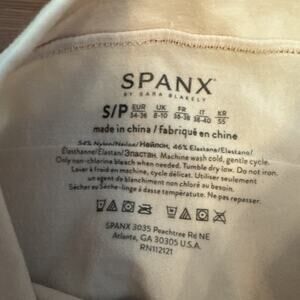 SPANX®
BY SARA BLAKELY
S/P EUR 34-36 UK 8-10 FR 36-38 IT 38-40 KR 55
made in china / fabriqué en chine
54% Nylon/Nailon/Найлон, 46% Elastane/Elastano/
Élasthanne/Elastan/Эластан. Machine wash cold, gentle cycle.
Only non-chlorine bleach when needed. Tumble dry low. Do not iron.
Laver à froid en machine, cycle délicat. Utiliser seulement
un agent de blanchiment non chloré au besoin.
Sécher au Sèche-linge à basse température. Ne pas repasser.
SPANX 3035 Peachtree Rd NE
Atlanta, GA 30305 U.S.A.
RN112121